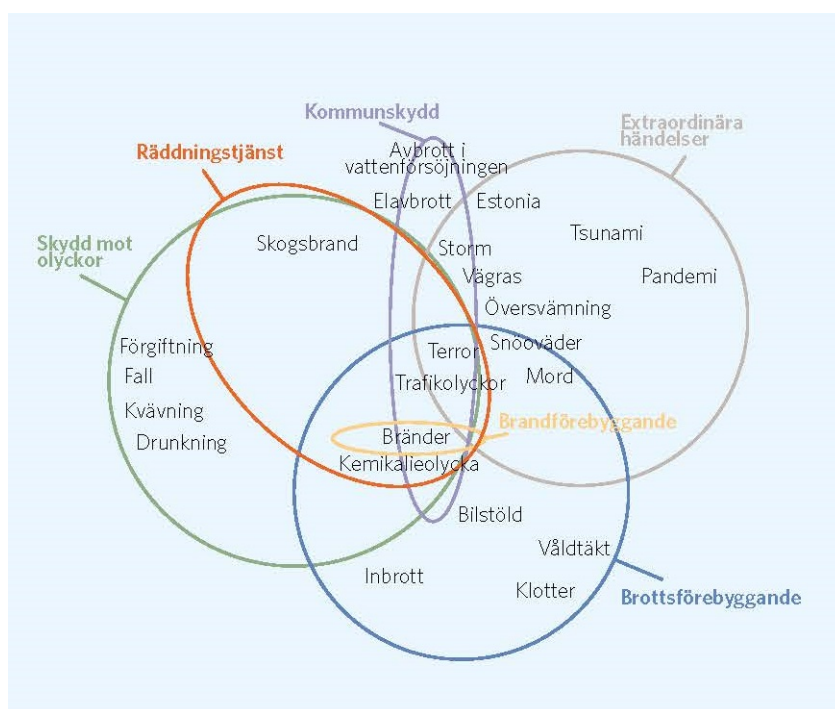 Kommunskydd
Extraordinära
händelser
Räddningstjänst
Avbrott i
vattenförsöjningen
Elavbrott
Estonia
Skydd mot
olyckor
Skogsbrand
Storm
Tsunami
Vägras
Pandemi
Översvämning
Förgiftning
Terror
Snöoväder
Fall
Trafikolyckor
Mord
Kvävning
Drunkning
Bränder
Brandförebyggande
Kemikalieolycka
Bilstöld
Våldtäkt
Inbrott
Klotter
Brottsförebyggande